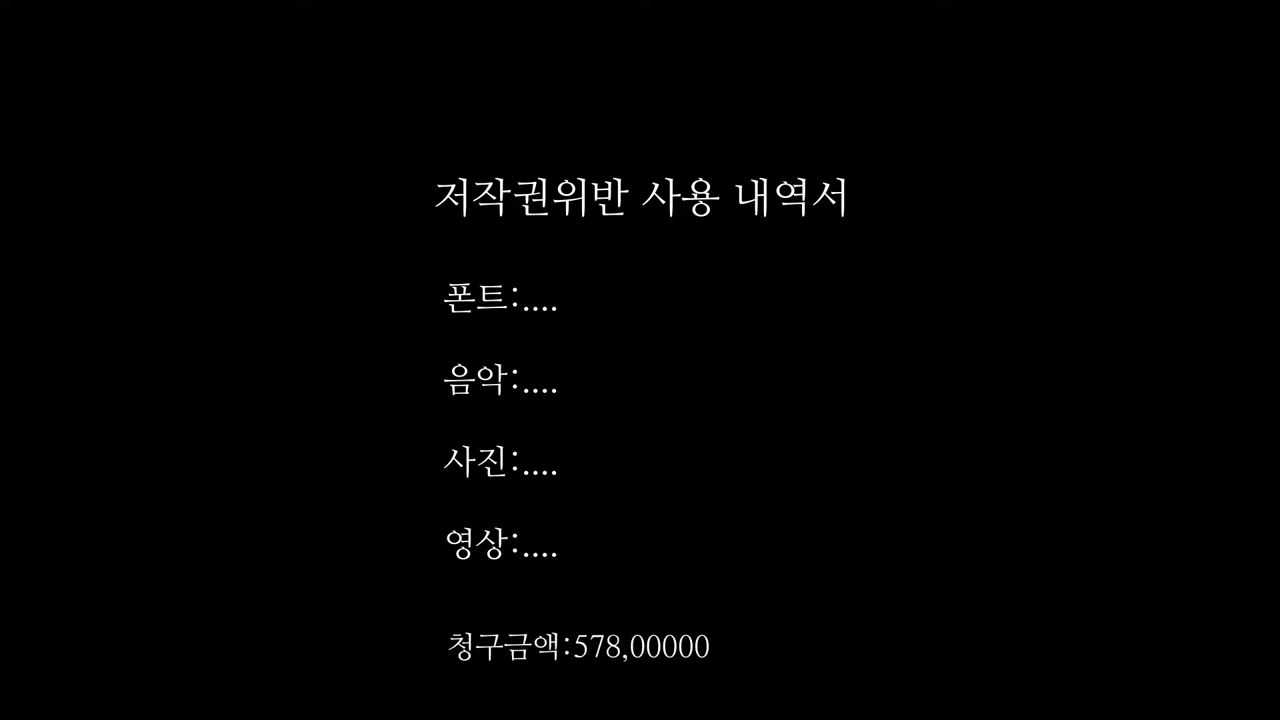 저작권위반 사용 내역서
폰트:....
음악:....
사진:....
영상:....
청구금액:578,00000